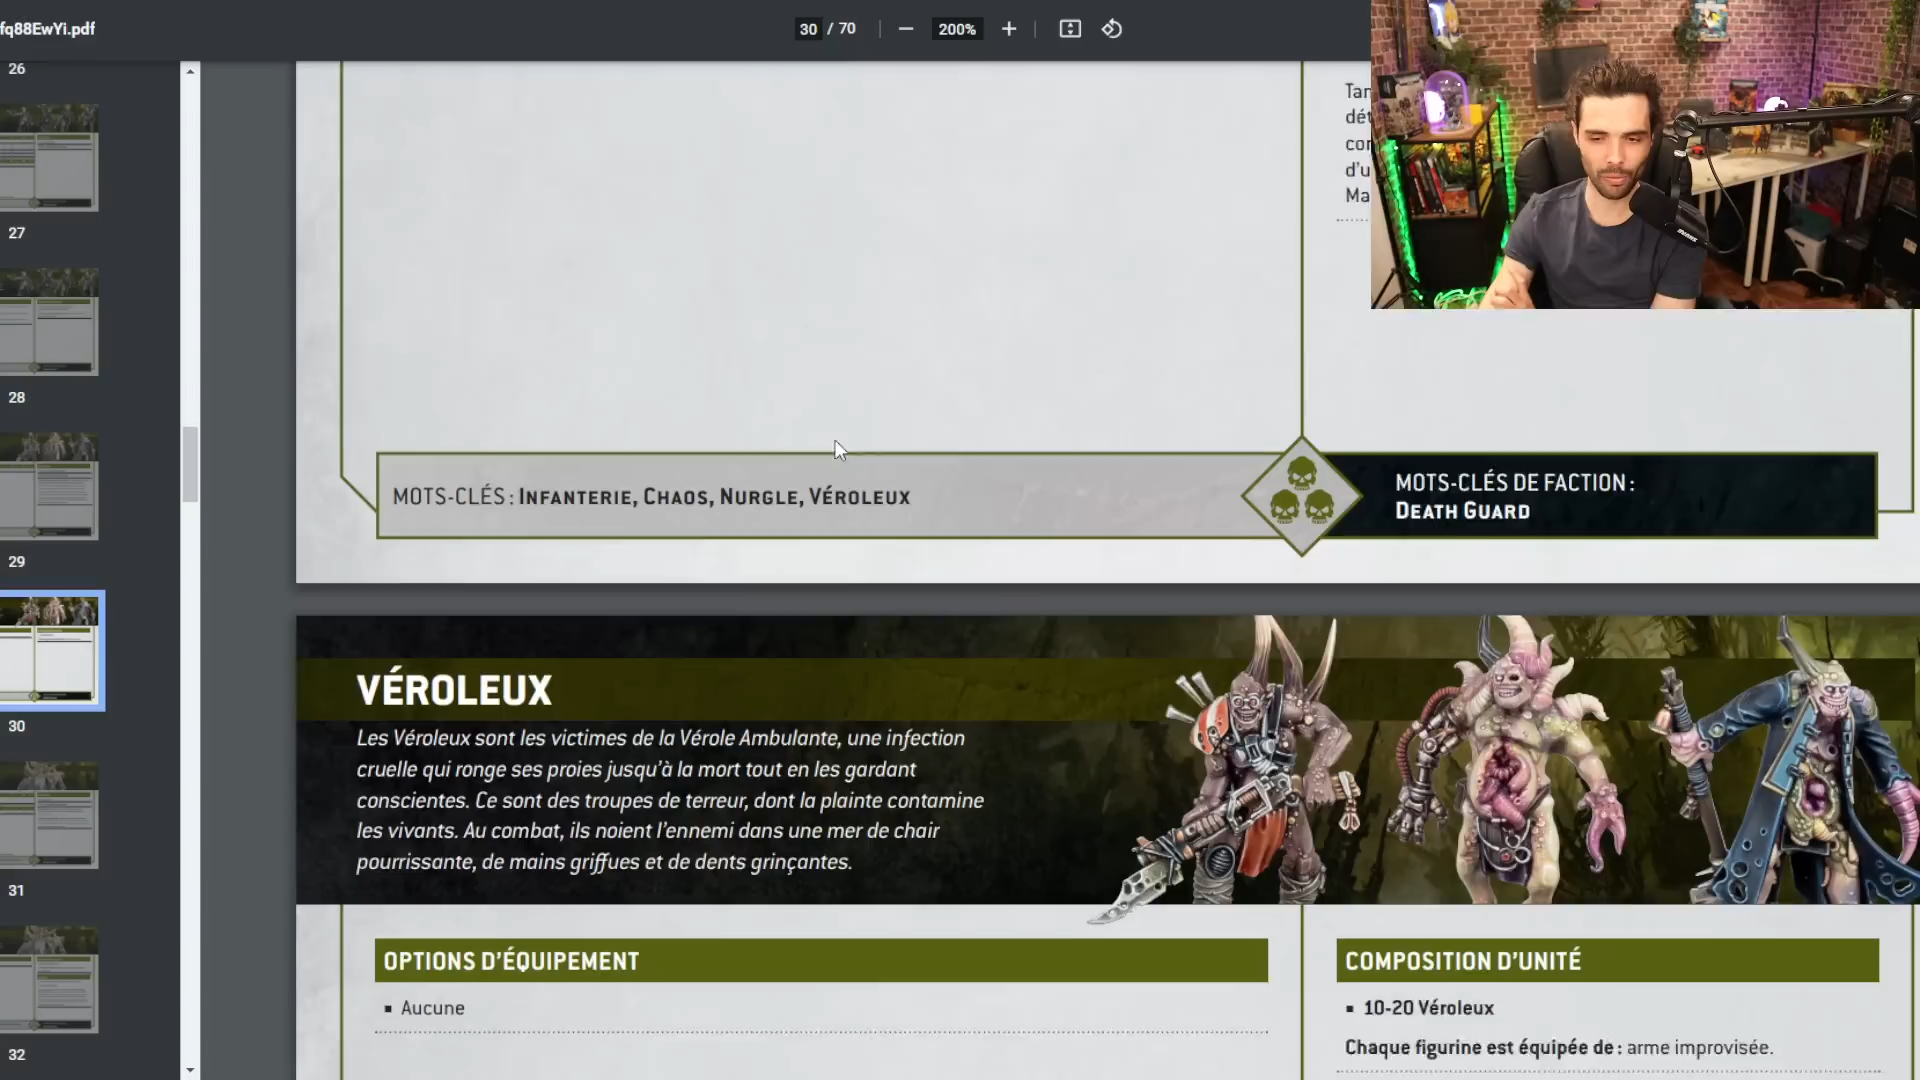 fq88EwYi.pdf
30 / 70
200%
26
27
28
29
30
31
32
Tan
dét
con
d'u
Ma
MOTS-CLÉS : INFANTERIE, CHAOS, NURGLE, VÉROLEUX
MOTS-CLÉS DE FACTION :
DEATH GUARD
VÉROLEUX
Les Véroleux sont les victimes de la Vérole Ambulante, une infection
cruelle qui ronge ses proies jusqu'à la mort tout en les gardant
conscientes. Ce sont des troupes de terreur, dont la plainte contamine
les vivants. Au combat, ils noient l'ennemi dans une mer de chair
pourrissante, de mains griffues et de dents grinçantes.
OPTIONS D'ÉQUIPEMENT
▪ Aucune
COMPOSITION D'UNITÉ
▪ 10-20 Véroleux
Chaque figurine est équipée de : arme improvisée.